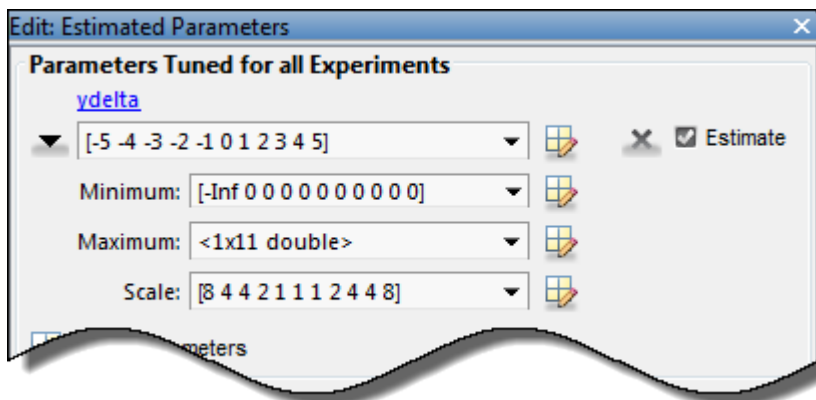 Edit: Estimated Parameters
Parameters Tuned for all Experiments
ydelta
[-5 -4 -3 -2 -1 0 1 2 3 4 5]
Estimate
Minimum: [-Inf 0 0 0 0 0 0 0 0 0 0]
Maximum: <1x11 double>
Scale: [8 4 4 2 1 1 1 2 4 4 8]